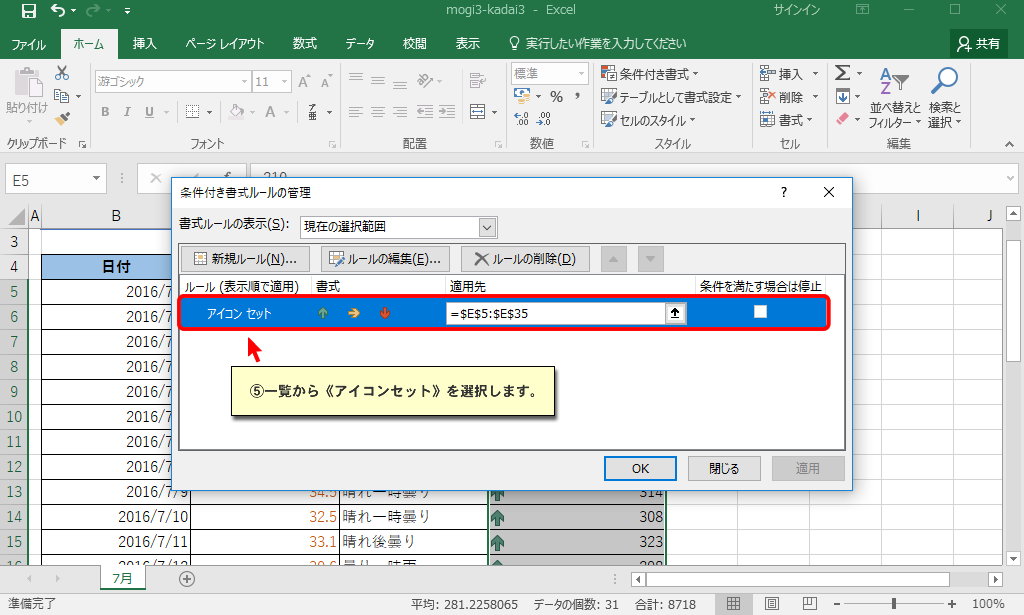 mogi3-kadai3 - Excel
サインイン
ファイル ホーム 挿入 ページ レイアウト 数式 データ 校閲 表示 実行したい作業を入力してください 共有
貼り付け
クリップボード
游ゴシック 11
B I U
フォント
配置
標準
% ,
数値
条件付き書式
テーブルとして書式設定
セルのスタイル
スタイル
挿入
削除
書式
セル
並べ替えと
フィルター
検索と
選択
編集
E5
条件付き書式ルールの管理
書式ルールの表示(S): 現在の選択範囲
新規ルール(N)... ルールの編集(E)... ルールの削除(D)
ルール (表示順で適用) 書式 適用先 条件を満たす場合は停止
アイコン セット =$E$5:$E$35
⑤一覧から《アイコンセット》を選択します。
OK 閉じる 適用
A B I J
3
4 日付
5 2016/7
6 2016/7
7 2016/7
8 2016/7
9 2016/7
10 2016/7
11 2016/7
12 2016/7
13 2016/7/9 34.5 晴れ一時曇り 314
14 2016/7/10 32.5 晴れ一時曇り 308
15 2016/7/11 33.1 晴れ後曇り 323
7月
準備完了 平均: 281.2258065 データの個数: 31 合計: 8718 100%